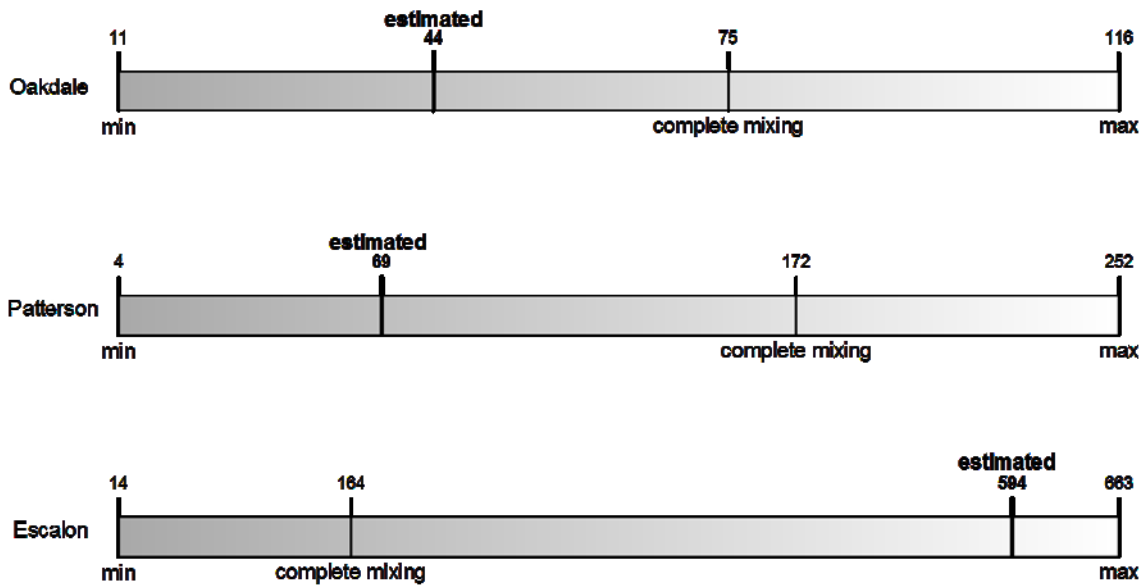 estimated
11 44 75 116
Oakdale
min complete mixing max
estimated
4 69 172 252
Patterson
min complete mixing max
estimated
14 164 594 663
Escalon
min complete mixing max